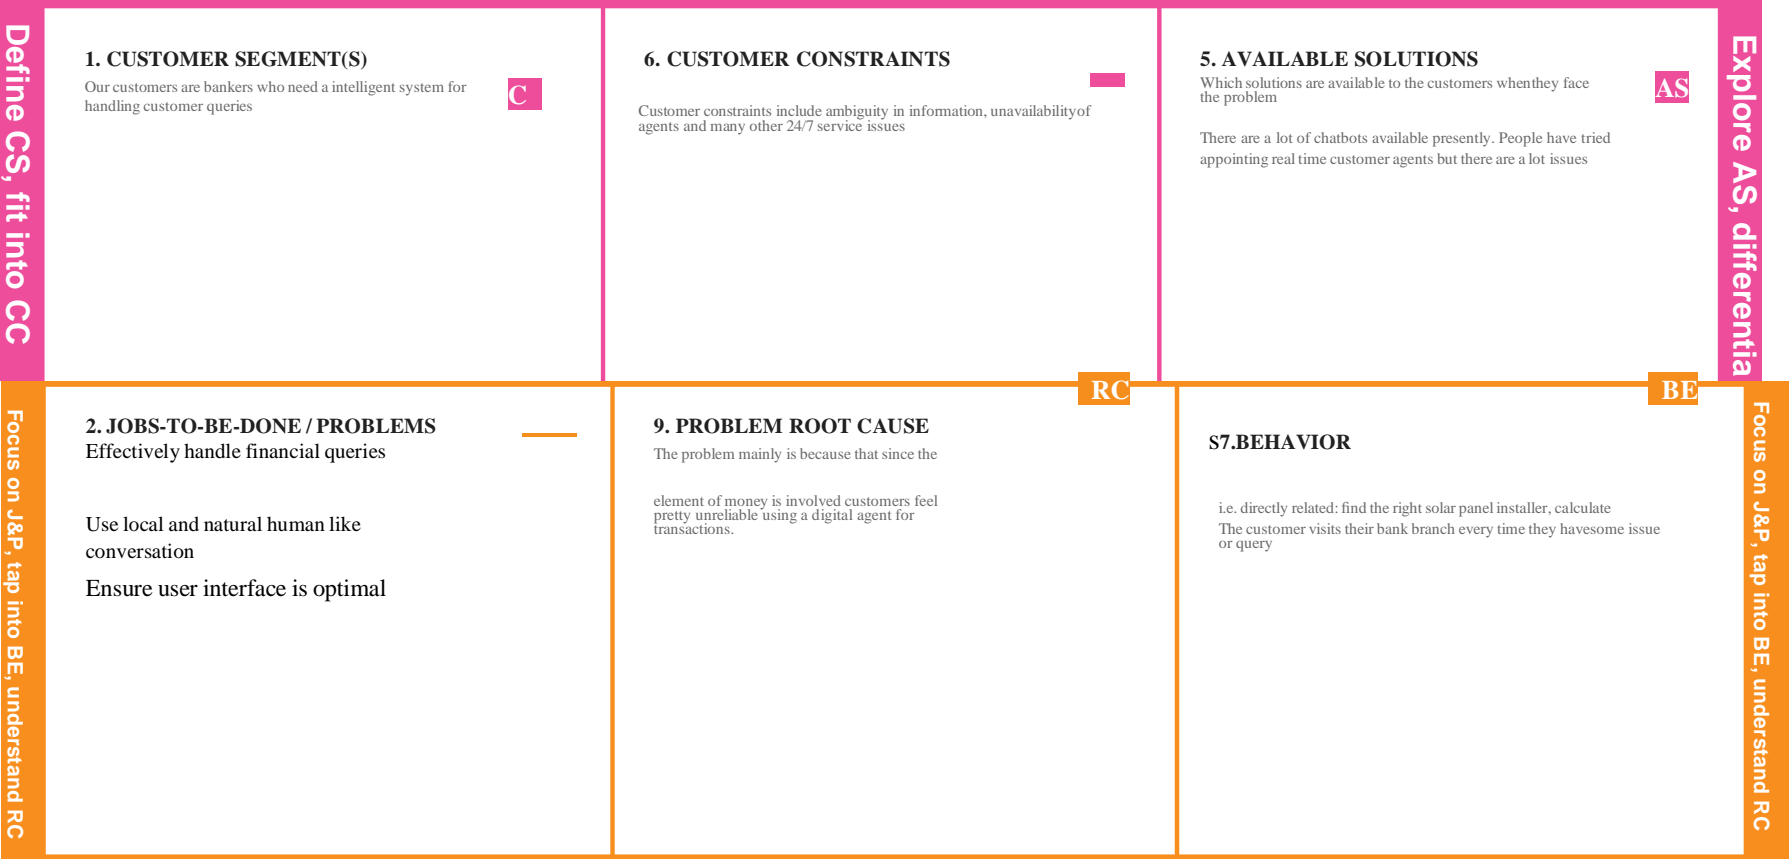 Define CS, fit into CC
1. CUSTOMER SEGMENT(S)
Our customers are bankers who need a intelligent system for
handling customer queries
C
6. CUSTOMER CONSTRAINTS
Customer constraints include ambiguity in information, unavailabilityof
agents and many other 24/7 service issues
5. AVAILABLE SOLUTIONS
Which solutions are available to the customers whenthey face
the problem
AS
There are a lot of chatbots available presently. People have tried
appointing real time customer agents but there are a lot issues
Explore AS, differentia
Focus on J&P, tap into BE, understand RC
2. JOBS-TO-BE-DONE / PROBLEMS
Effectively handle financial queries
Use local and natural human like
conversation
Ensure user interface is optimal
RC
9. PROBLEM ROOT CAUSE
The problem mainly is because that since the
element of money is involved customers feel
pretty unreliable using a digital agent for
transactions.
BE
S7.BEHAVIOR
i.e. directly related: find the right solar panel installer, calculate
The customer visits their bank branch every time they havesome issue
or query
Focus on J&P, tap into BE, understand RC